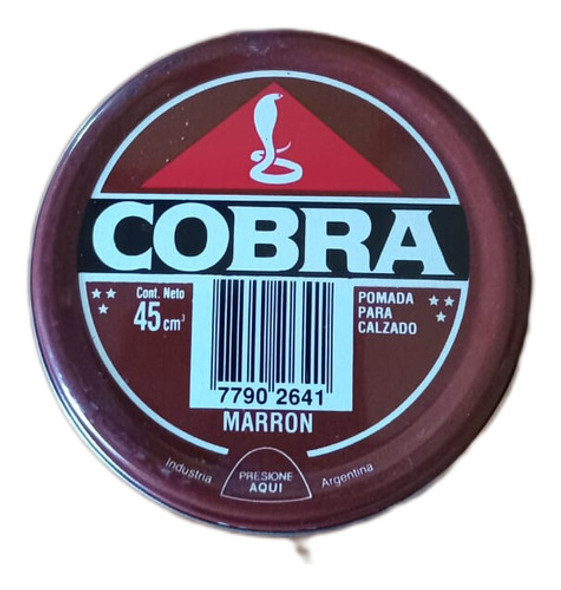 COBRA
Cont. Neto
45 cm³
POMADA
PARA
CALZADO
7790 2641
MARRON
Industria
PRESIONE
AQUI
Argentina